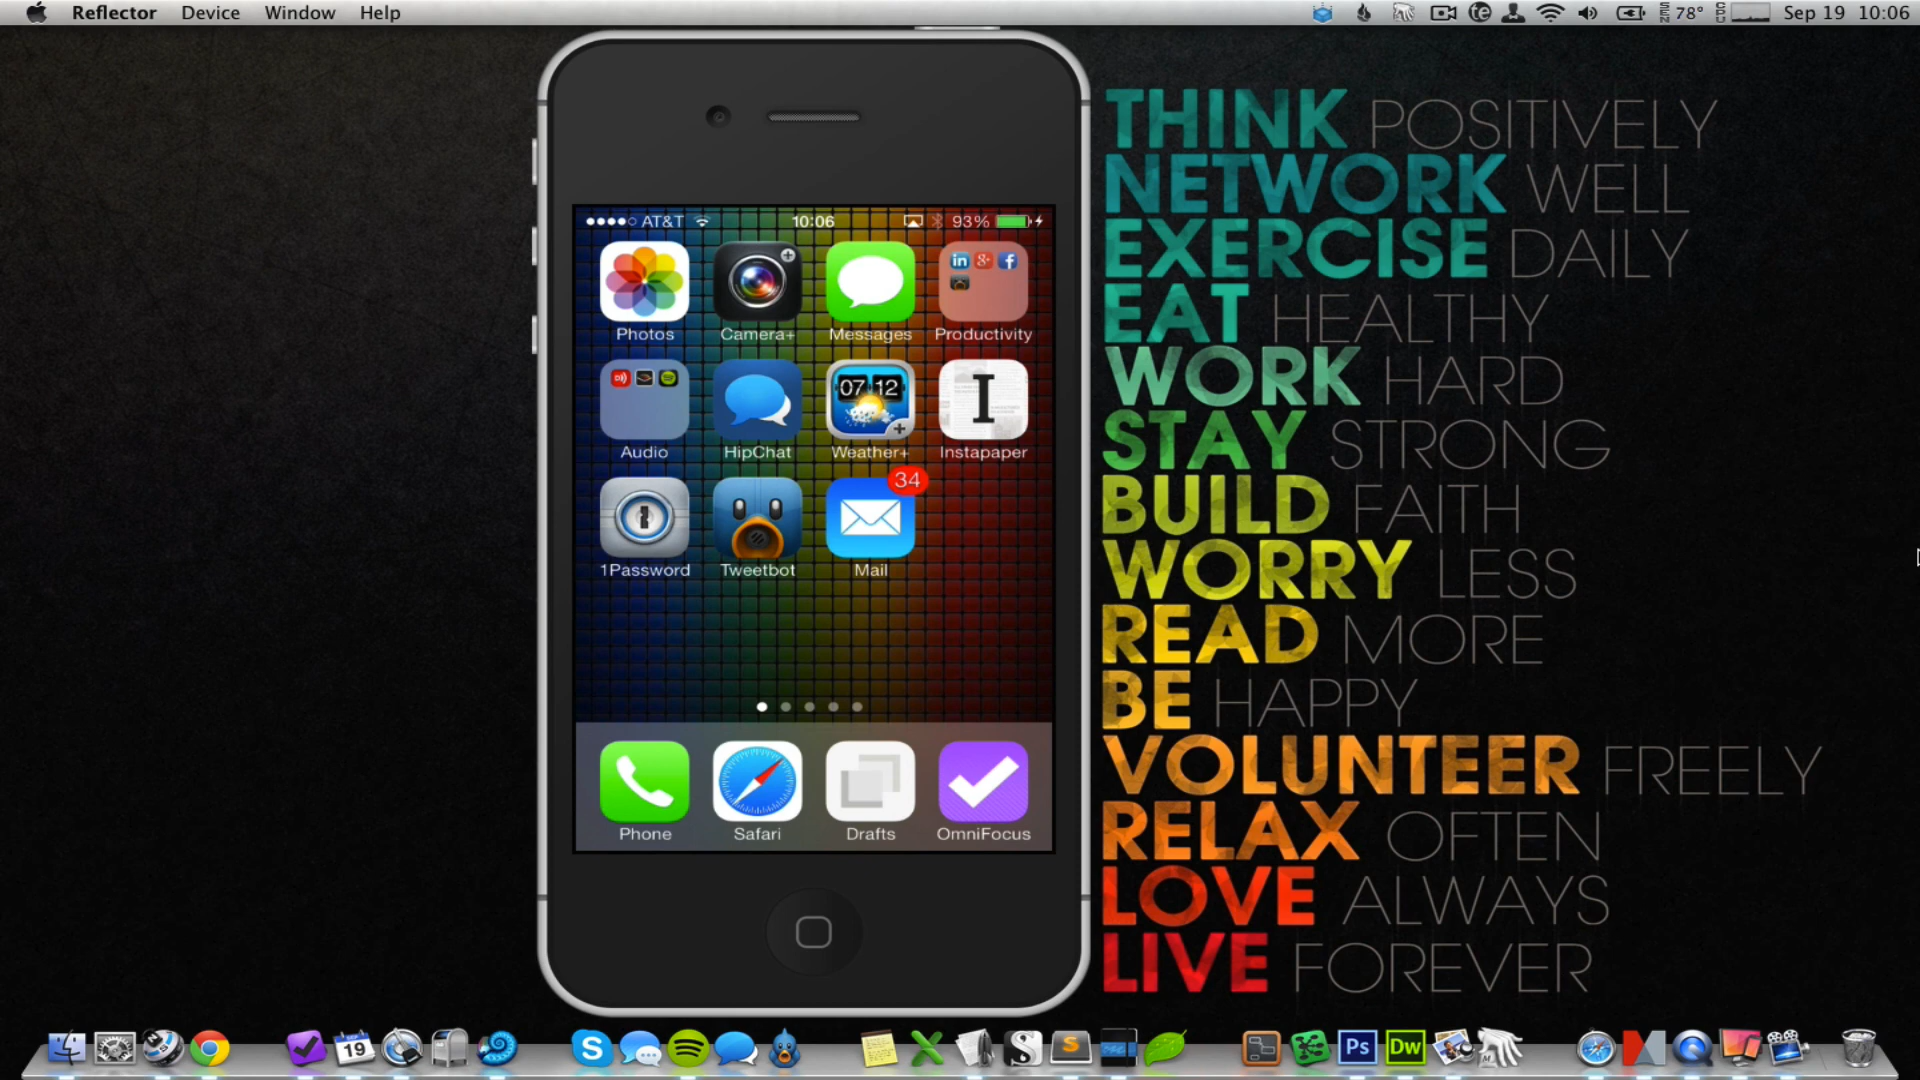 Reflector Device Window Help
SEN 78° CPU Sep 19 10:06
AT&T 10:06 93%
Photos Camera+ Messages Productivity
in g+ f
07 12
Audio HipChat Weather+ Instapaper
I
34
1Password Tweetbot Mail
Phone Safari Drafts OmniFocus
THINK POSITIVELY
NETWORK WELL
EXERCISE DAILY
EAT HEALTHY
WORK HARD
STAY STRONG
BUILD FAITH
WORRY LESS
READ MORE
BE HAPPY
VOLUNTEER FREELY
RELAX OFTEN
LOVE ALWAYS
LIVE FOREVER
19 S S S Ps Dw